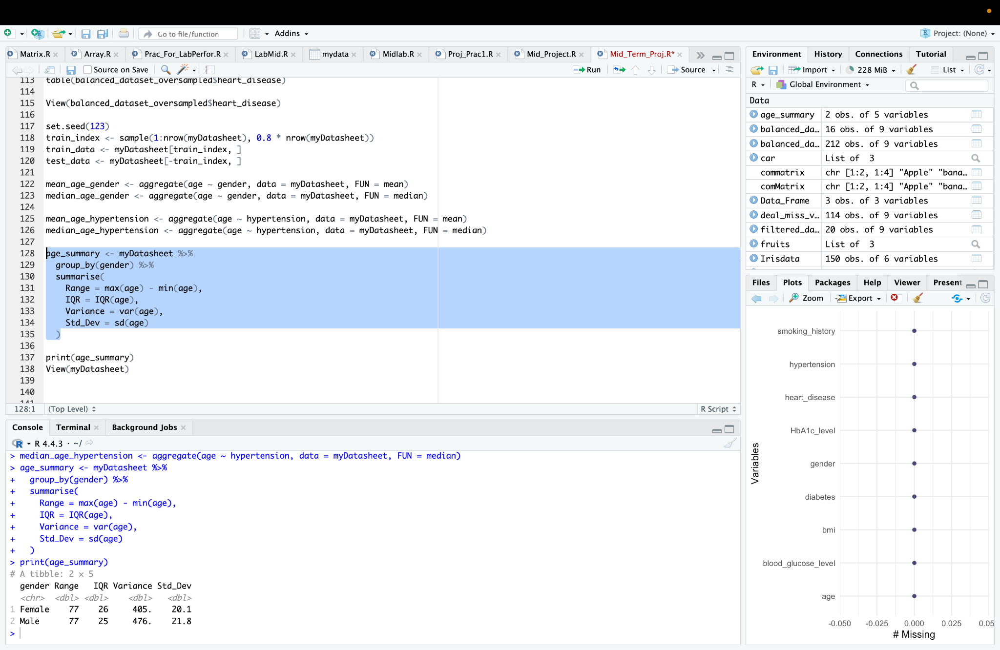 Go to file/function
Addins
Project: (None)
Matrix.R
Array.R
Prac_For_LabPerfor.R
LabMid.R
mydata
Midlab.R
Proj_Prac1.R
Mid_Project.R
Mid_Term_Proj.R*
Source on Save
Run
Source
113 table(balanced_dataset_oversampled$heart_disease)
114
115 View(balanced_dataset_oversampled$heart_disease)
116
117 set.seed(123)
118 train_index <- sample(1:nrow(myDatasheet), 0.8 * nrow(myDatasheet))
119 train_data <- myDatasheet[train_index, ]
120 test_data <- myDatasheet[-train_index, ]
121
122 mean_age_gender <- aggregate(age ~ gender, data = myDatasheet, FUN = mean)
123 median_age_gender <- aggregate(age ~ gender, data = myDatasheet, FUN = median)
124
125 mean_age_hypertension <- aggregate(age ~ hypertension, data = myDatasheet, FUN = mean)
126 median_age_hypertension <- aggregate(age ~ hypertension, data = myDatasheet, FUN = median)
127
128 age_summary <- myDatasheet %>%
129 group_by(gender) %>%
130 summarise(
131 Range = max(age) - min(age),
132 IQR = IQR(age),
133 Variance = var(age),
134 Std_Dev = sd(age)
135 )
136
137 print(age_summary)
138 View(myDatasheet)
139
140
141
128:1 (Top Level) R Script
Console Terminal Background Jobs
R 4.4.3 · ~/
> median_age_hypertension <- aggregate(age ~ hypertension, data = myDatasheet, FUN = median)
> age_summary <- myDatasheet %>%
+ group_by(gender) %>%
+ summarise(
+ Range = max(age) - min(age),
+ IQR = IQR(age),
+ Variance = var(age),
+ Std_Dev = sd(age)
+ )
> print(age_summary)
# A tibble: 2 × 5
gender Range IQR Variance Std_Dev
<chr> <dbl> <dbl> <dbl> <dbl>
1 Female 77 26 405. 20.1
2 Male 77 25 476. 21.8
>
Environment History Connections Tutorial
Import 228 MiB List
R Global Environment
Data
age_summary 2 obs. of 5 variables
balanced_da… 16 obs. of 9 variables
balanced_da… 212 obs. of 9 variables
car List of 3
commatrix chr [1:2, 1:4] "Apple" "bana…
comMatrix chr [1:2, 1:4] "Apple" "bana…
Data_Frame 3 obs. of 3 variables
deal_miss_v… 114 obs. of 9 variables
filtered_da… 20 obs. of 9 variables
fruits List of 3
Irisdata 150 obs. of 6 variables
Files Plots Packages Help Viewer Present
Zoom Export
smoking_history
hypertension
heart_disease
HbA1c_level
gender
diabetes
bmi
blood_glucose_level
age
Variables
-0.050 -0.025 0.000 0.025 0.05
# Missing